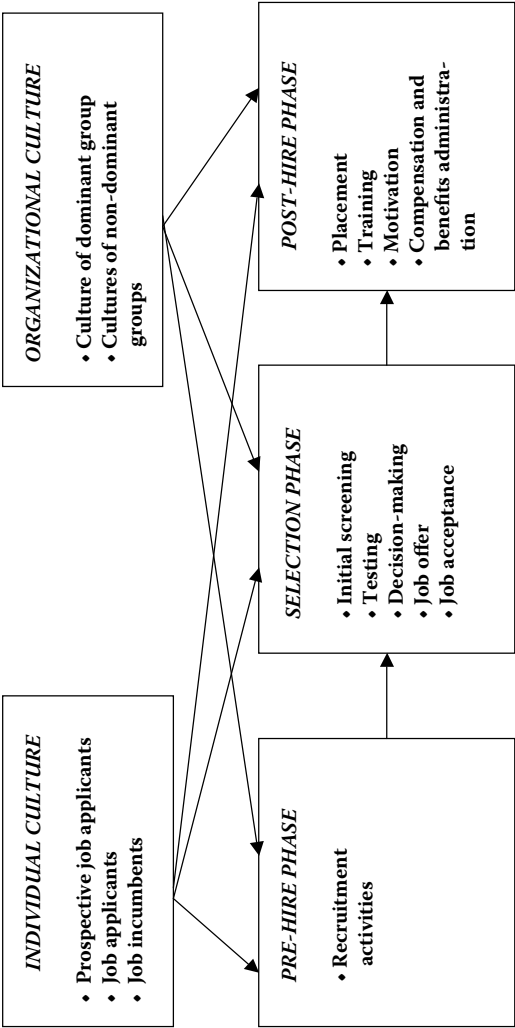 INDIVIDUAL CULTURE
⬥ Prospective job applicants
⬥ Job applicants
⬥ Job incumbents
ORGANIZATIONAL CULTURE
⬥ Culture of dominant group
⬥ Cultures of non-dominant
groups
PRE-HIRE PHASE
⬥ Recruitment
activities
SELECTION PHASE
⬥ Initial screening
⬥ Testing
⬥ Decision-making
⬥ Job offer
⬥ Job acceptance
POST-HIRE PHASE
⬥ Placement
⬥ Training
⬥ Motivation
⬥ Compensation and
benefits administra-
tion